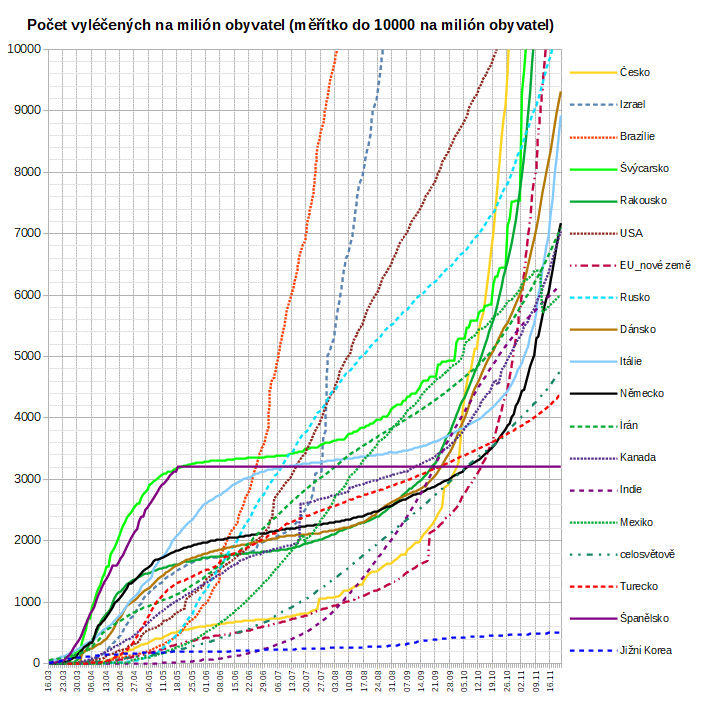 Počet vyléčených na milión obyvatel (měřítko do 10000 na milión obyvatel)
10000
9000
8000
7000
6000
5000
4000
3000
2000
1000
0
16.03
23.03
30.03
06.04
13.04
20.04
27.04
04.05
11.05
18.05
25.05
01.06
08.06
15.06
22.06
29.06
06.07
13.07
20.07
27.07
03.08
10.08
17.08
24.08
31.08
07.09
14.09
21.09
28.09
05.10
12.10
19.10
26.10
02.11
09.11
16.11
Česko
Izrael
Brazílie
Švýcarsko
Rakousko
USA
EU_nové země
Rusko
Dánsko
Itálie
Německo
Irán
Kanada
Indie
Mexiko
celosvětově
Turecko
Španělsko
Jižní Korea